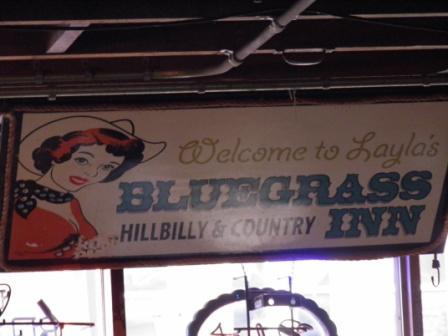 Welcome to Layla's
BLUEGRASS
HILLBILLY & COUNTRY INN